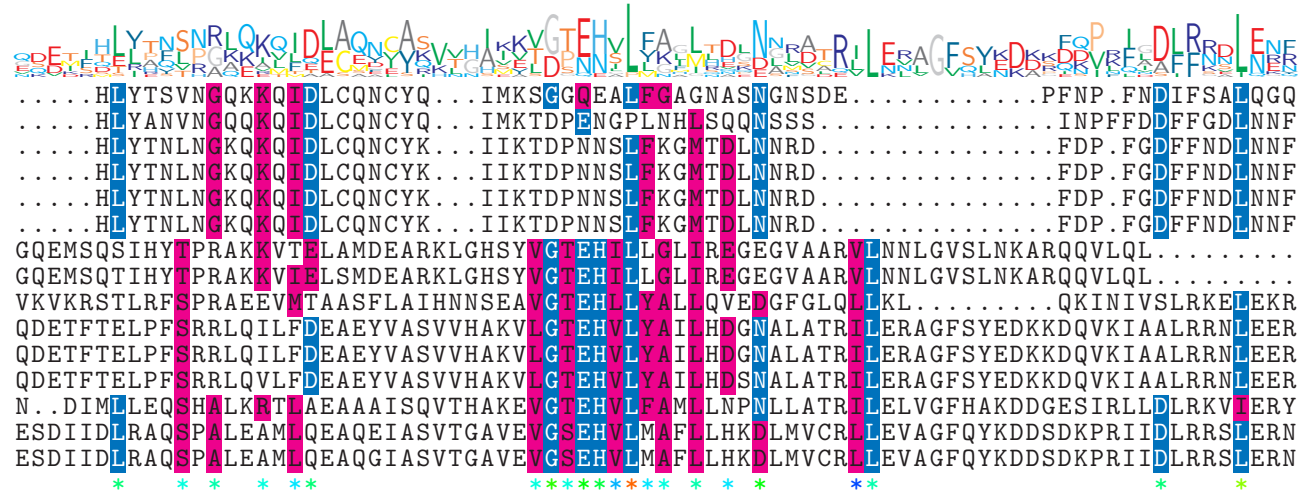 .....HLYTSVNGQKKQIDLCQNCYQ...IMKSGGQEALFGAGNASNGNSDE............PFNP.FNDIFSALQGQ
.....HLYANVNGQQKQIDLCQNCYQ...IMKTDPENGPLNHLSQQNSSS...............INPFFDDFFGDLNNF
.....HLYTNLNGKQKQIDLCQNCYK...IIKTDPNNSLFKGMTDLNNRD...............FDP.FGDFFNDLNNF
.....HLYTNLNGKQKQIDLCQNCYK...IIKTDPNNSLFKGMTDLNNRD...............FDP.FGDFFNDLNNF
.....HLYTNLNGKQKQIDLCQNCYK...IIKTDPNNSLFKGMTDLNNRD...............FDP.FGDFFNDLNNF
.....HLYTNLNGKQKQIDLCQNCYK...IIKTDPNNSLFKGMTDLNNRD...............FDP.FGDFFNDLNNF
GQEMSQSIHYTPRAKKVTELAMDEARKLGHSYVGTEHILLGLIREGEGVAARVLNNLGVSLNKARQQVLQL.........
GQEMSQTIHYTPRAKKVIELSMDEARKLGHSYVGTEHILLGLIREGEGVAARVLNNLGVSLNKARQQVLQL.........
VKVKRSTLRFSPRAEEVMTAASFLAIHNNSEAVGTEHLLYALLQVEDGFGLQLLKL.........QKINIVSLRKELEKR
QDETFTELPFSRRLQILFDEAEYVASVVHAKVLGTEHVLYAILHDGNALATRILERAGFSYEDKKDQVKIAALRRNLEER
QDETFTELPFSRRLQILFDEAEYVASVVHAKVLGTEHVLYAILHDGNALATRILERAGFSYEDKKDQVKIAALRRNLEER
QDETFTELPFSRRLQVLFDEAEYVASVVHAKVLGTEHVLYAILHDSNALATRILERAGFSYEDKKDQVKIAALRRNLEER
N..DIMLLEQSHALKRTLAEAAAISQVTHAKEVGTEHVLFAMLLNPNLLATRILELVGFHAKDDGESIRLLDLRKVIERY
ESDIIDLRAQSPALEAMLQEAQEIASVTGAVEVGSEHVLMAFLLHKDLMVCRLLEVAGFQYKDDSDKPRIIDLRRSLERN
ESDIIDLRAQSPALEAMLQEAQGIASVTGAVEVGSEHVLMAFLLHKDLMVCRLLEVAGFQYKDDSDKPRIIDLRRSLERN